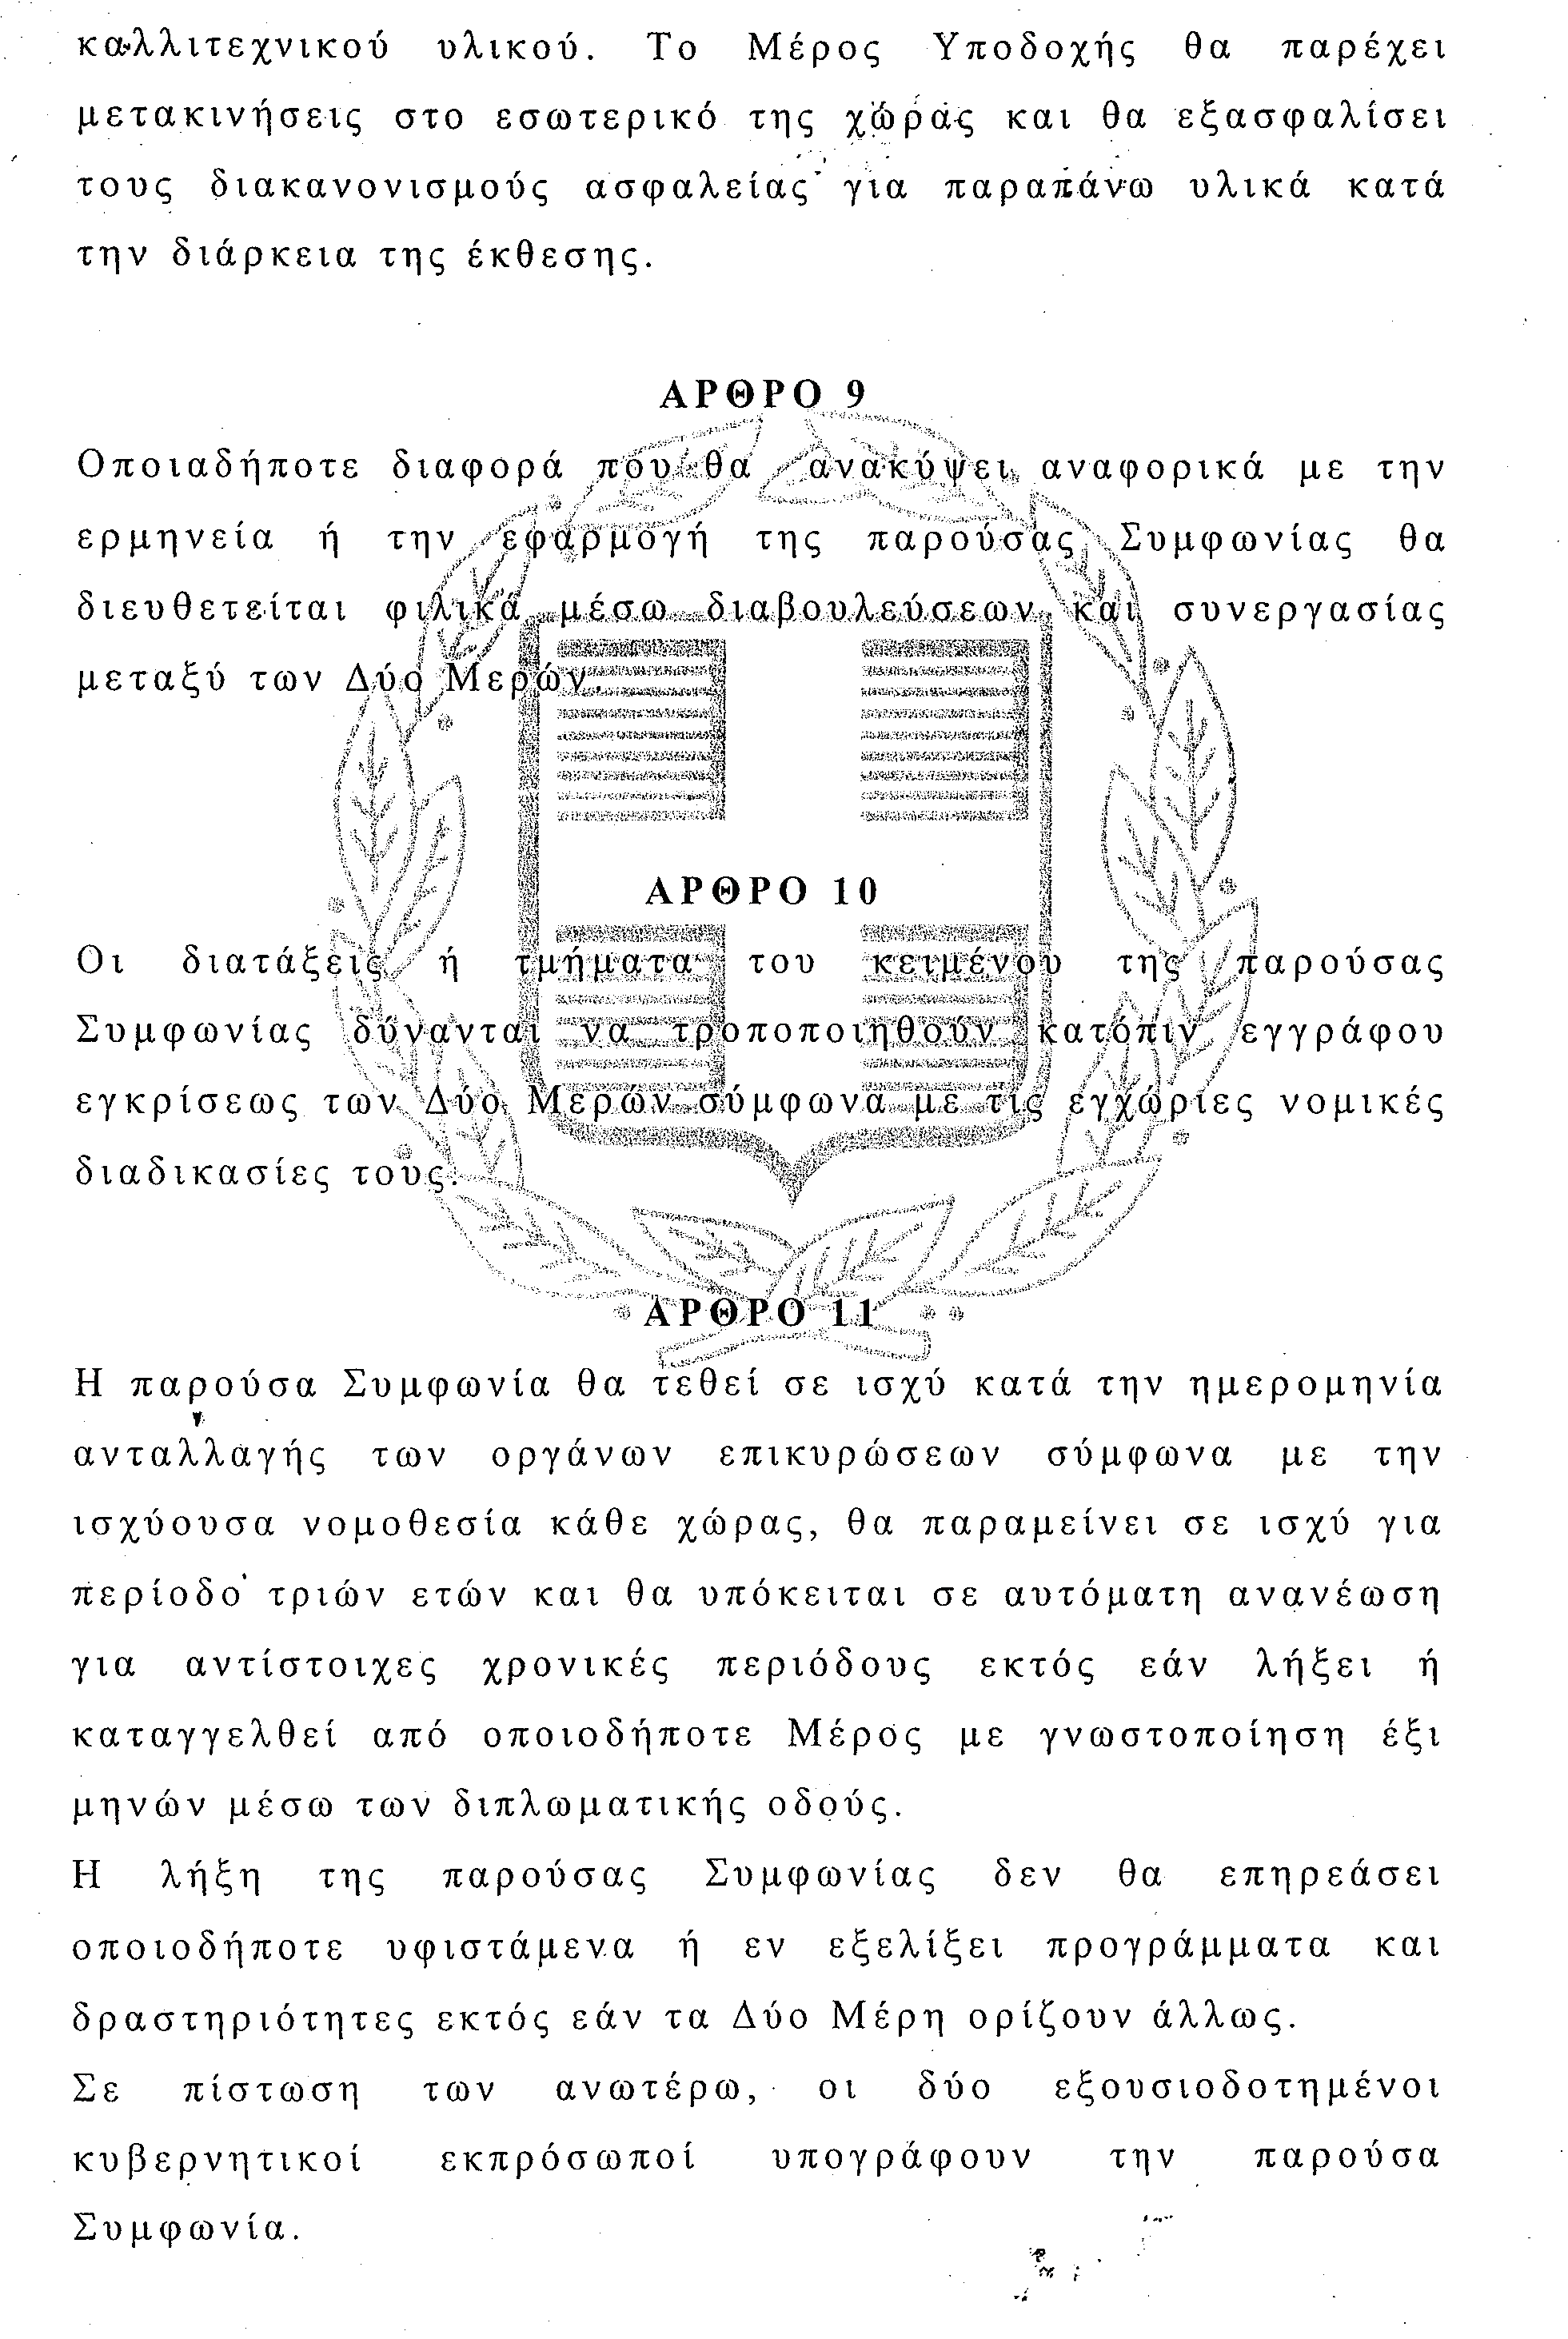 καλλιτεχνικού υλικού. Το Μέρος Υποδοχής θα παρέχει
μετακινήσεις στο εσωτερικό της χώρας και θα εξασφαλίσει
τους διακανονισμούς ασφαλείας για παραπάνω υλικά κατά
την διάρκεια της έκθεσης.
ΑΡΘΡΟ 9
Οποιαδήποτε διαφορά που θα ανακύψει αναφορικά με την
ερμηνεία ή την εφαρμογή της παρούσας Συμφωνίας θα
διευθετείται φιλικά μέσω διαβουλεύσεων και συνεργασίας
μεταξύ των Δύο Μερών.
ΑΡΘΡΟ 10
Οι διατάξεις ή τμήματα του κειμένου της παρούσας
Συμφωνίας δύνανται να τροποποιηθούν κατόπιν εγγράφου
εγκρίσεως των Δύο Μερών σύμφωνα με τις εγχώριες νομικές
διαδικασίες τους.
ΑΡΘΡΟ 11
Η παρούσα Συμφωνία θα τεθεί σε ισχύ κατά την ημερομηνία
ανταλλαγής των οργάνων επικυρώσεων σύμφωνα με την
ισχύουσα νομοθεσία κάθε χώρας, θα παραμείνει σε ισχύ για
περίοδο τριών ετών και θα υπόκειται σε αυτόματη ανανέωση
για αντίστοιχες χρονικές περιόδους εκτός εάν λήξει ή
καταγγελθεί από οποιοδήποτε Μέρος με γνωστοποίηση έξι
μηνών μέσω των διπλωματικής οδούς.
Η λήξη της παρούσας Συμφωνίας δεν θα επηρεάσει
οποιοδήποτε υφιστάμενα ή εν εξελίξει προγράμματα και
δραστηριότητες εκτός εάν τα Δύο Μέρη ορίζουν άλλως.
Σε πίστωση των ανωτέρω, οι δύο εξουσιοδοτημένοι
κυβερνητικοί εκπρόσωποί υπογράφουν την παρούσα
Συμφωνία.